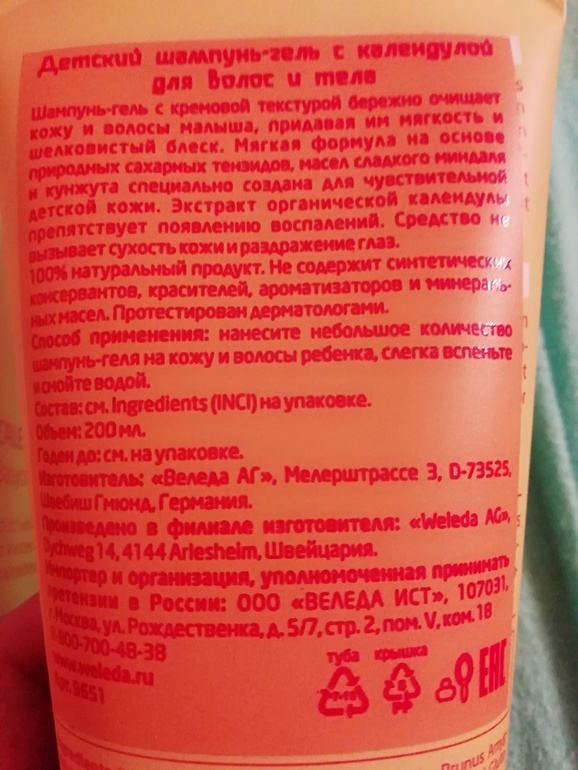 Детский шампунь-гель с календулой
для волос и тела
Шампунь-гель с кремовой текстурой бережно очищает
кожу и волосы малыша, придавая им мягкость и
шелковистый блеск. Мягкая формула на основе
природных сахарных тензидов, масел сладкого миндаля
и кунжута специально создана для чувствительной
детской кожи. Экстракт органической календулы
препятствует появлению воспалений. Средство не
вызывает сухость кожи и раздражение глаз.
100% натуральный продукт. Не содержит синтетических
консервантов, красителей, ароматизаторов и минераль-
ных масел. Протестирован дерматологами.
Способ применения: нанесите небольшое количество
шампунь-геля на кожу и волосы ребенка, слегка вспеньте
и смойте водой.
Состав: см. Ingredients (INCI) на упаковке.
Объем: 200 мл.
Годен до: см. на упаковке.
Изготовитель: «Веледа АГ», Мелерштрассе 3, D-73525,
Швебиш Гмюнд, Германия.
Произведено в филиале изготовителя: «Weleda AG»,
Dychweg 14, 4144 Arlesheim, Швейцария.
Импортер и организация, уполномоченная принимать
претензии в России: ООО «ВЕЛЕДА ИСТ», 107031,
г. Москва, ул. Рождественка, д. 5/7, стр. 2, пом. V, ком. 18
8-800-700-48-38
www.weleda.ru
Арт. 9651
туба крышка
PP
EAC
Prunus